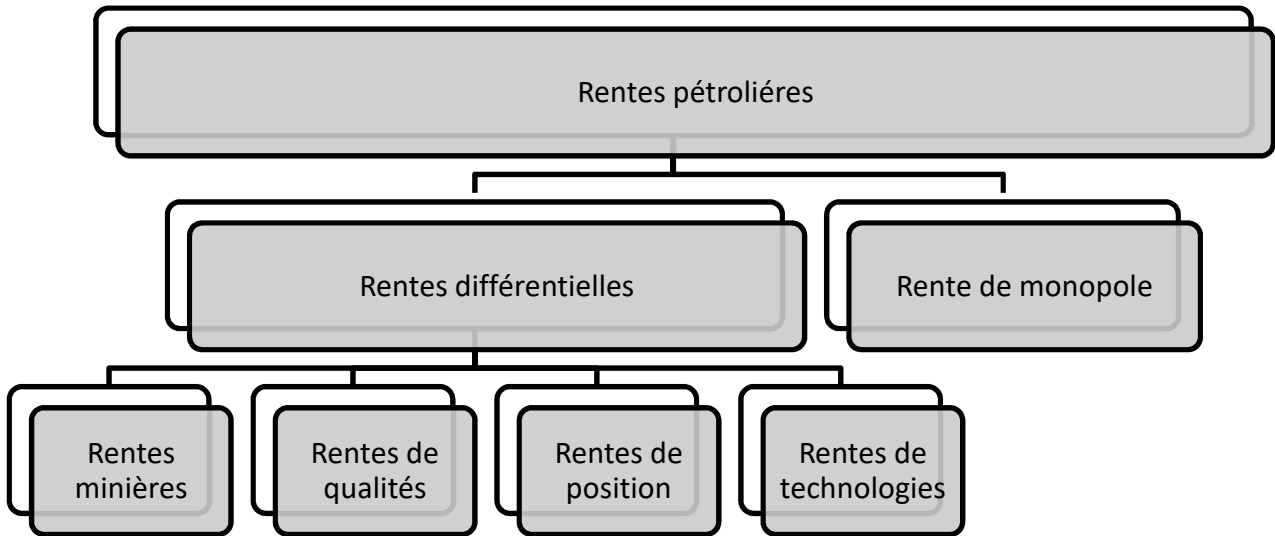 Rentes pétroliéres
Rentes différentielles
Rente de monopole
Rentes
minières
Rentes de
qualités
Rentes de
position
Rentes de
technologies